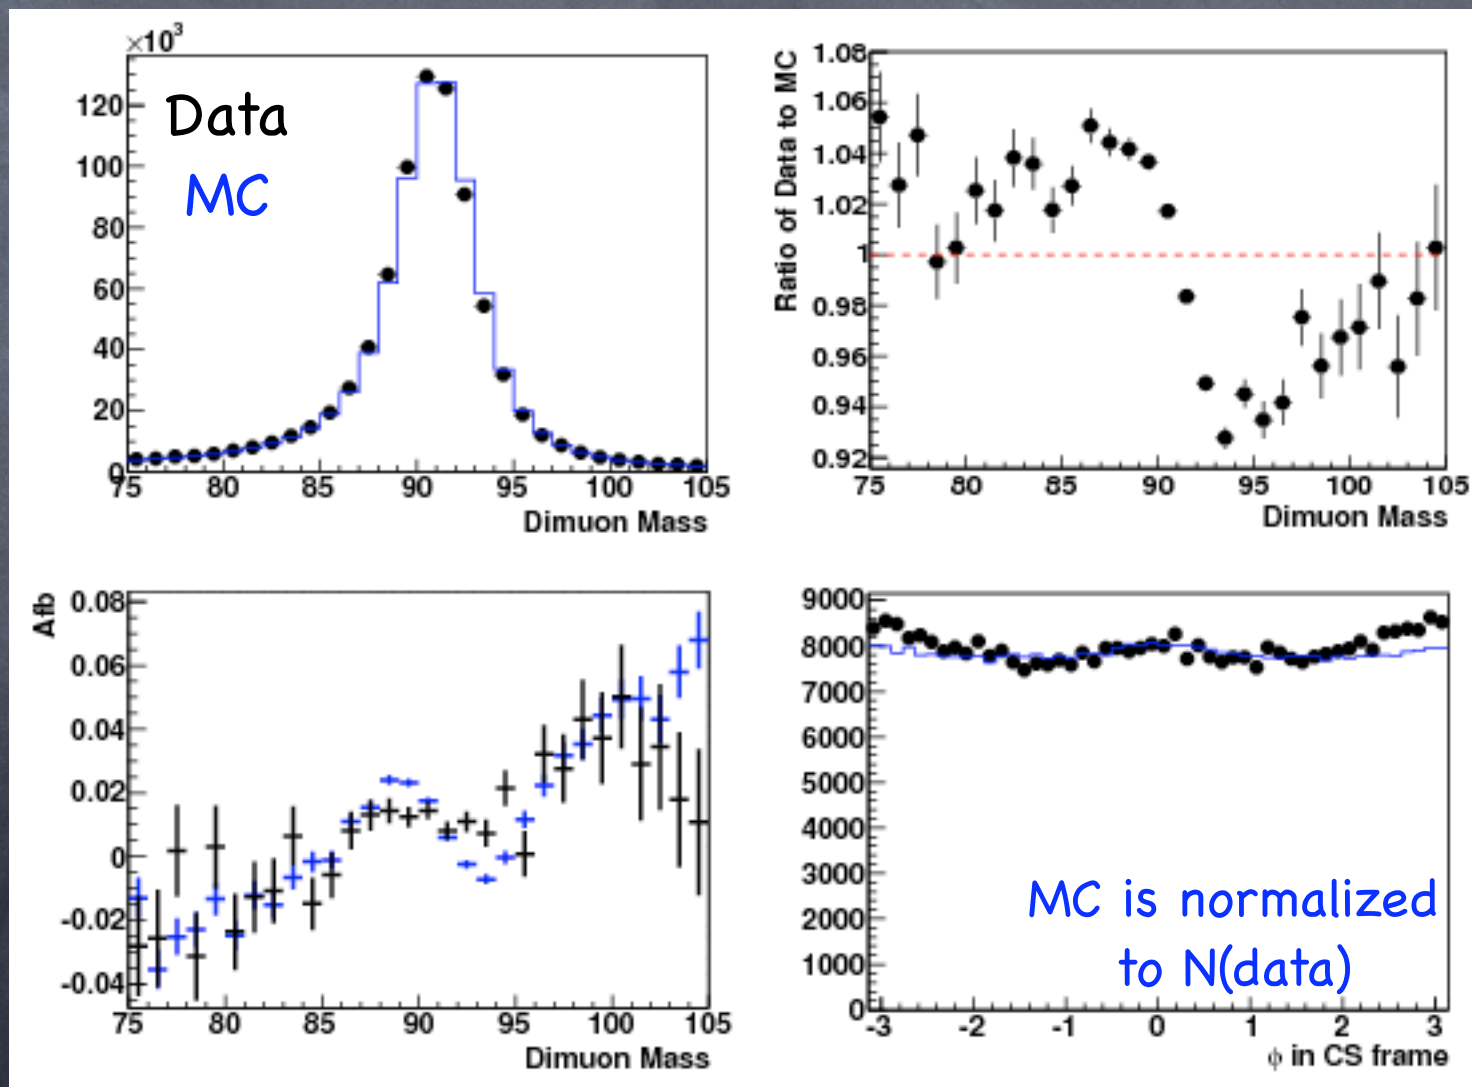 ×10³
120
100
80
60
40
20
0
Data
MC
75 80 85 90 95 100 105
Dimuon Mass
Ratio of Data to MC
1.08
1.06
1.04
1.02
1
0.98
0.96
0.94
0.92
75 80 85 90 95 100 105
Dimuon Mass
Afb
0.08
0.06
0.04
0.02
0
-0.02
-0.04
75 80 85 90 95 100 105
Dimuon Mass
9000
8000
7000
6000
5000
4000
3000
2000
1000
0
MC is normalized
to N(data)
-3 -2 -1 0 1 2 3
ϕ in CS frame